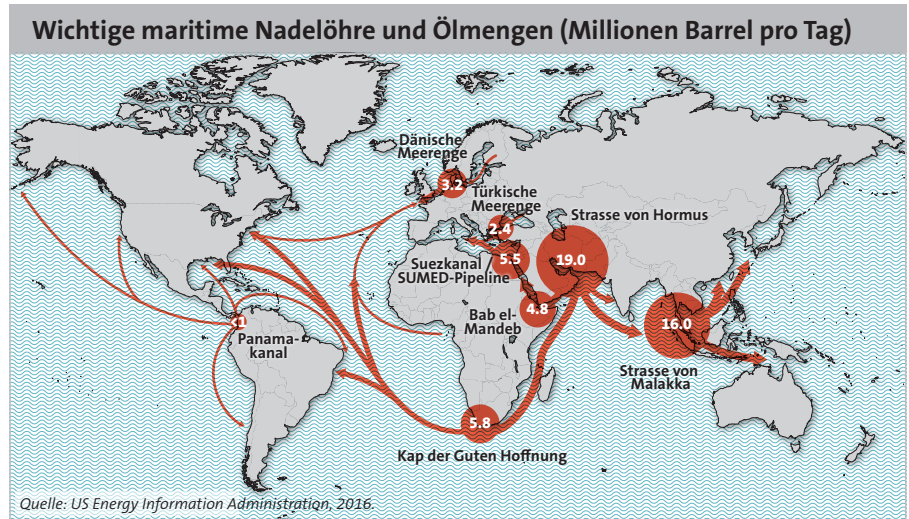 Wichtige maritime Nadelöhre und Ölmengen (Millionen Barrel pro Tag)
Dänische
Meerenge
3.2
Türkische
Meerenge
2.4
Strasse von Hormus
19.0
Suezkanal
SUMED-Pipeline
5.5
4.8
Bab el-
Mandeb
<1
Panama-
kanal
16.0
Strasse von
Malakka
5.8
Kap der Guten Hoffnung
Quelle: US Energy Information Administration, 2016.